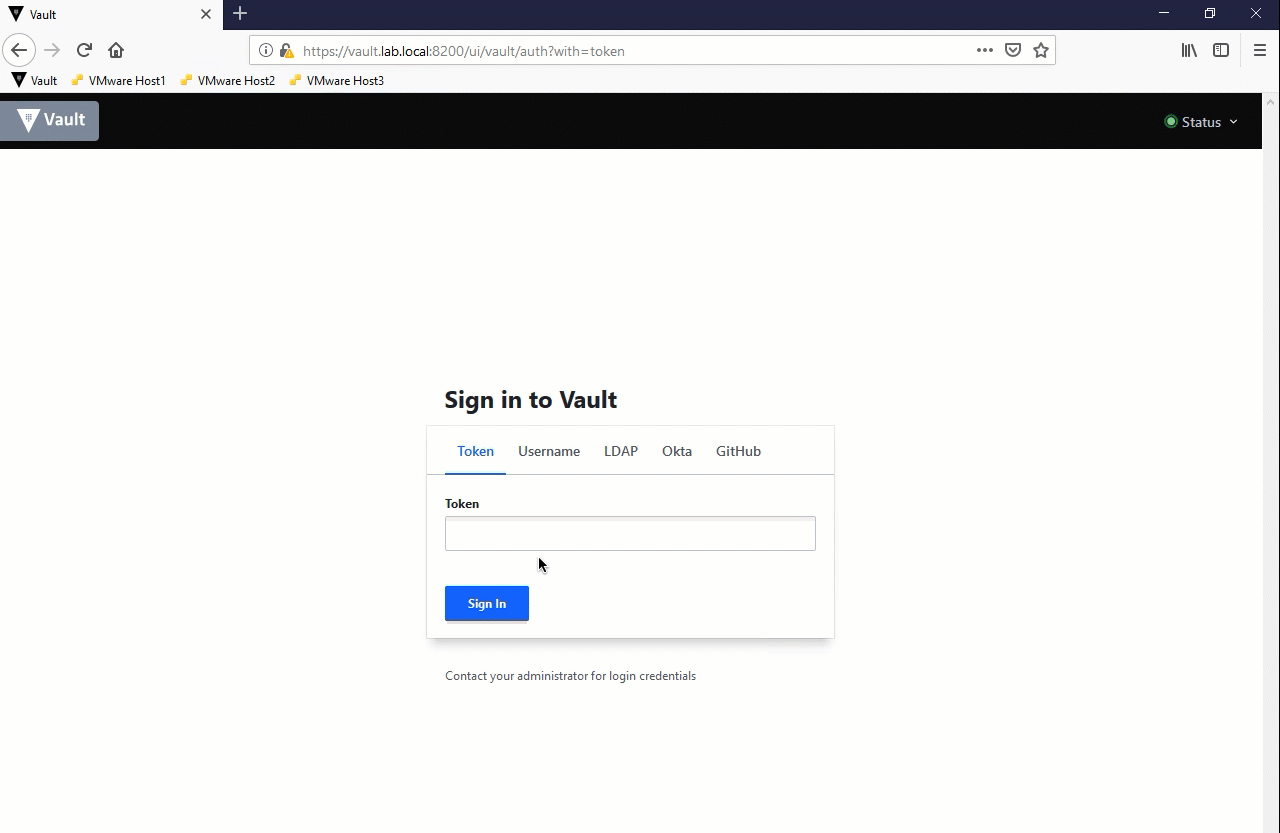 Vault
https://vault.lab.local:8200/ui/vault/auth?with=token
Vault VMware Host1 VMware Host2 VMware Host3
Vault
Status
Sign in to Vault
Token Username LDAP Okta GitHub
Token
Sign In
Contact your administrator for login credentials